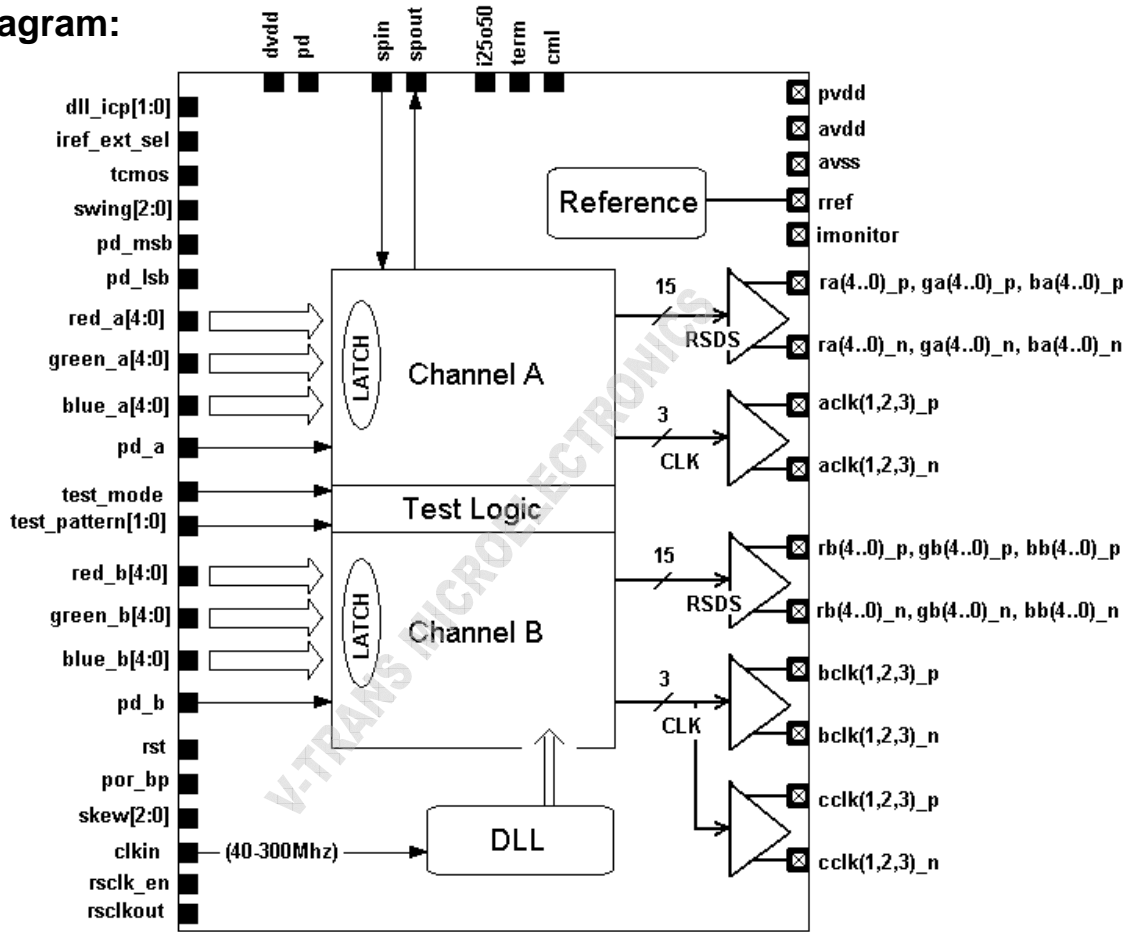 agram:
dvdd
pd
spin
spout
i25o50
term
cml
dll_icp[1:0]
iref_ext_sel
tcmos
swing[2:0]
pd_msb
pd_lsb
red_a[4:0]
green_a[4:0]
blue_a[4:0]
pd_a
test_mode
test_pattern[1:0]
red_b[4:0]
green_b[4:0]
blue_b[4:0]
pd_b
rst
por_bp
skew[2:0]
clkin
rsclk_en
rsclkout
(40-300Mhz)
LATCH
Channel A
Test Logic
LATCH
Channel B
DLL
Reference
15
RSDS
3
CLK
15
RSDS
3
CLK
pvdd
avdd
avss
rref
imonitor
ra(4..0)_p, ga(4..0)_p, ba(4..0)_p
ra(4..0)_n, ga(4..0)_n, ba(4..0)_n
aclk(1,2,3)_p
aclk(1,2,3)_n
rb(4..0)_p, gb(4..0)_p, bb(4..0)_p
rb(4..0)_n, gb(4..0)_n, bb(4..0)_n
bclk(1,2,3)_p
bclk(1,2,3)_n
cclk(1,2,3)_p
cclk(1,2,3)_n
V-TRANS MICROELECTRONICS